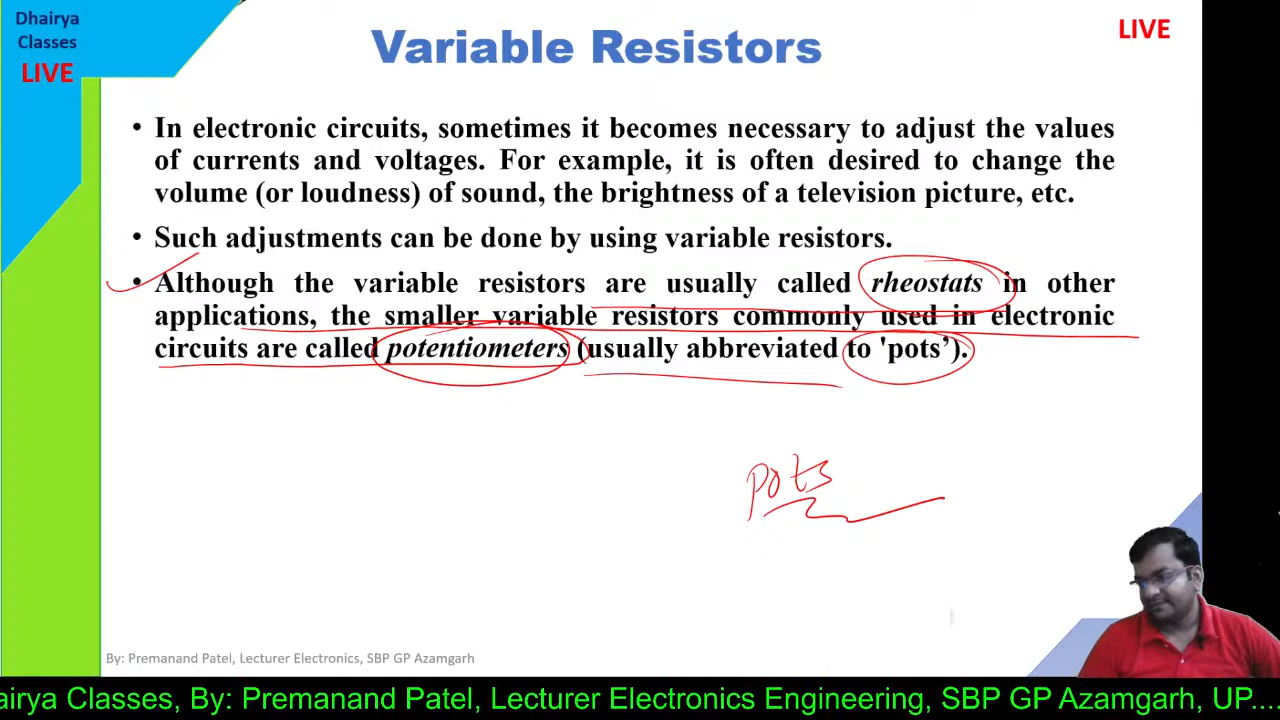 Dhairya
Classes
LIVE
Variable Resistors
LIVE
• In electronic circuits, sometimes it becomes necessary to adjust the values
of currents and voltages. For example, it is often desired to change the
volume (or loudness) of sound, the brightness of a television picture, etc.
• Such adjustments can be done by using variable resistors.
• Although the variable resistors are usually called rheostats in other
applications, the smaller variable resistors commonly used in electronic
circuits are called potentiometers (usually abbreviated to 'pots’).
pots
By: Premanand Patel, Lecturer Electronics, SBP GP Azamgarh
airya Classes, By: Premanand Patel, Lecturer Electronics Engineering, SBP GP Azamgarh, UP....